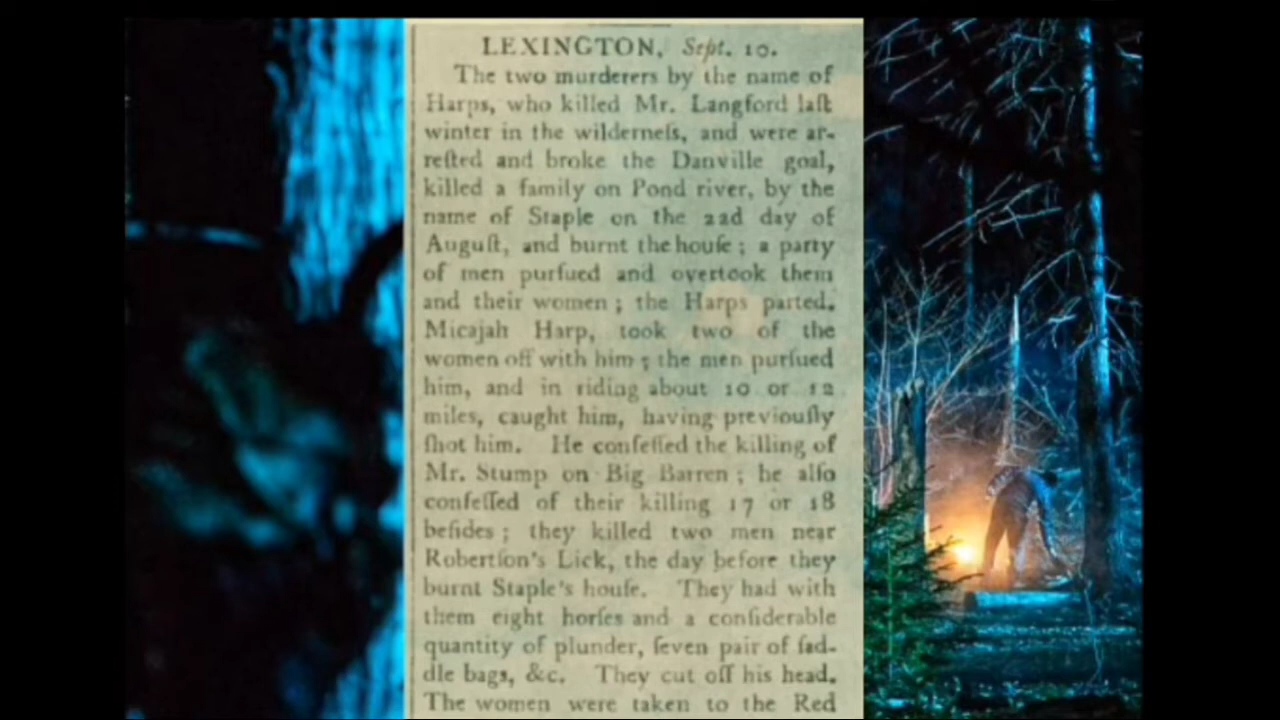 LEXINGTON, Sept. 10.
The two murderers by the name of
Harps, who killed Mr. Langford laſt
winter in the wilderneſs, and were ar-
reſted and broke the Danville goal,
killed a family on Pond river, by the
name of Staple on the 22d day of
Auguſt, and burnt the houſe ; a party
of men purſued and overtook them
and their women ; the Harps parted.
Micajah Harp, took two of the
women off with him ; the men purſued
him, and in riding about 10 or 12
miles, caught him, having previouſly
ſhot him. He confeſſed the killing of
Mr. Stump on Big Barren ; he alſo
confeſſed of their killing 17 or 18
beſides ; they killed two men near
Robertſon's Lick, the day before they
burnt Staple's houſe. They had with
them eight horſes and a conſiderable
quantity of plunder, ſeven pair of ſad-
dle bags, &c. They cut off his head.
The women were taken to the Red